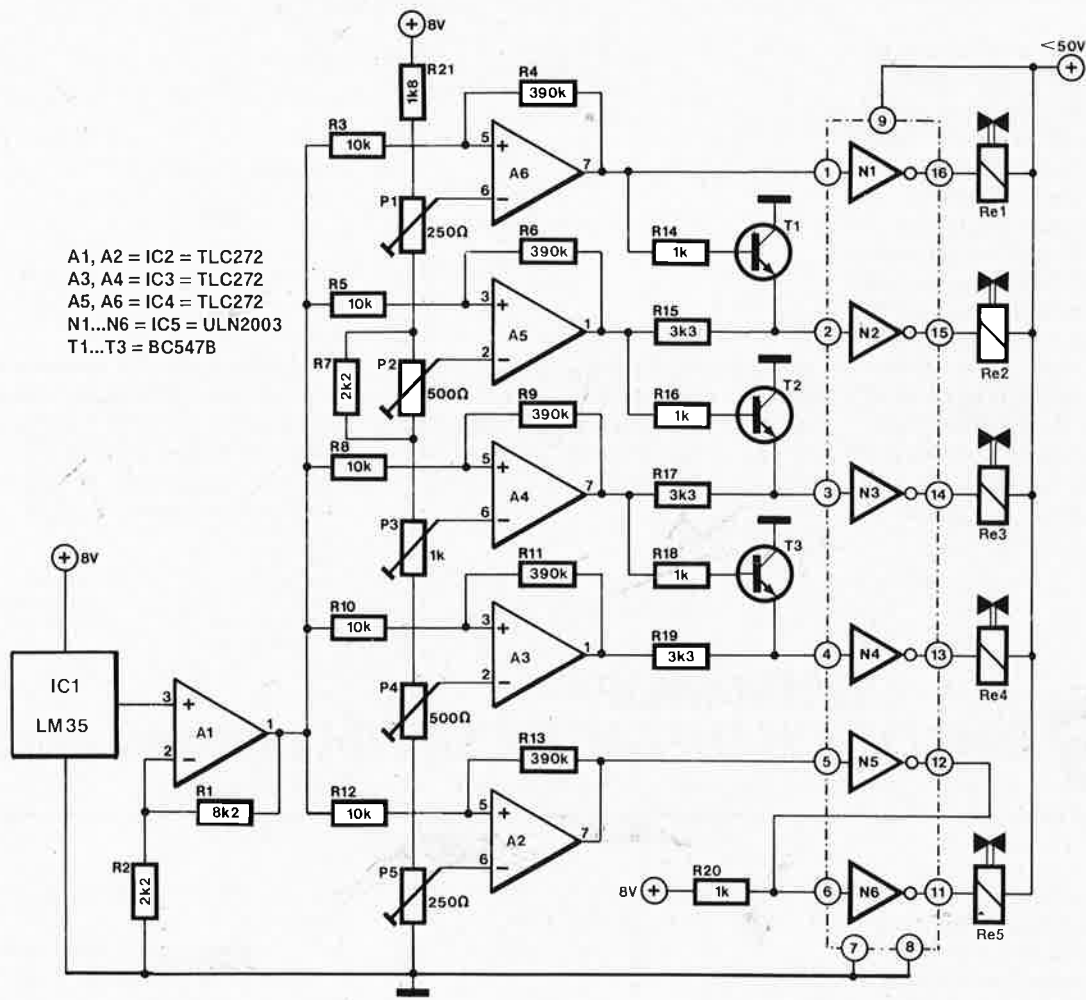 8V
<50V
R21
1k8
R4
390k
9
R3
10k
5
+
A6
7
6
−
1
N1
16
Re1
P1
250Ω
R14
1k
T1
R6
390k
A1, A2 = IC2 = TLC272
A3, A4 = IC3 = TLC272
A5, A6 = IC4 = TLC272
N1...N6 = IC5 = ULN2003
T1...T3 = BC547B
R5
10k
3
+
A5
1
2
−
R15
3k3
2
N2
15
Re2
R7
2k2
P2
500Ω
R16
1k
T2
R9
390k
R8
10k
5
+
A4
7
6
−
R17
3k3
3
N3
14
Re3
P3
1k
R18
1k
T3
R11
390k
R10
10k
3
+
A3
1
2
−
R19
3k3
4
N4
13
Re4
8V
IC1
LM35
3
+
A1
1
2
−
R1
8k2
R2
2k2
P4
500Ω
R13
390k
5
N5
12
R12
10k
5
+
A2
7
6
−
P5
250Ω
8V
R20
1k
6
N6
11
Re5
7
8